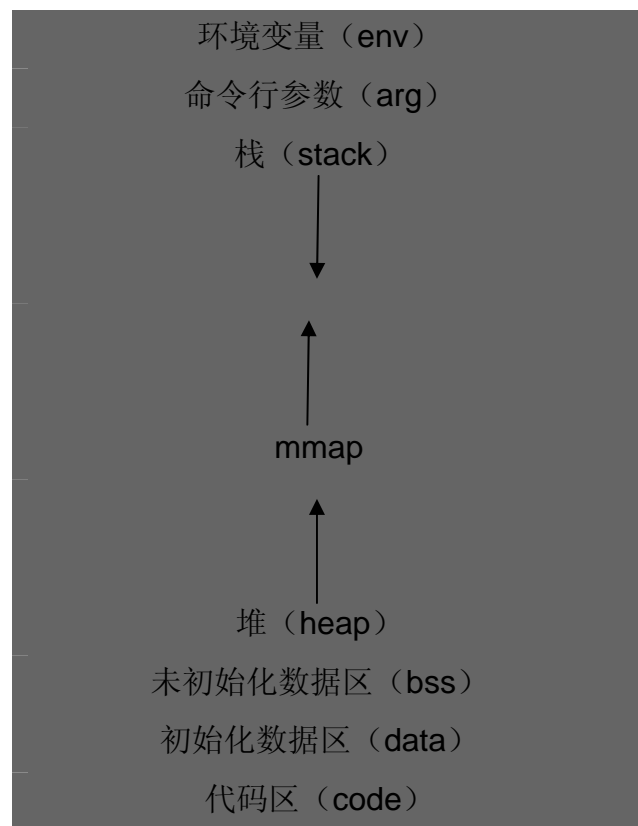 环境变量（env）
命令行参数（arg）
栈（stack）
mmap
堆（heap）
未初始化数据区（bss）
初始化数据区（data）
代码区（code）